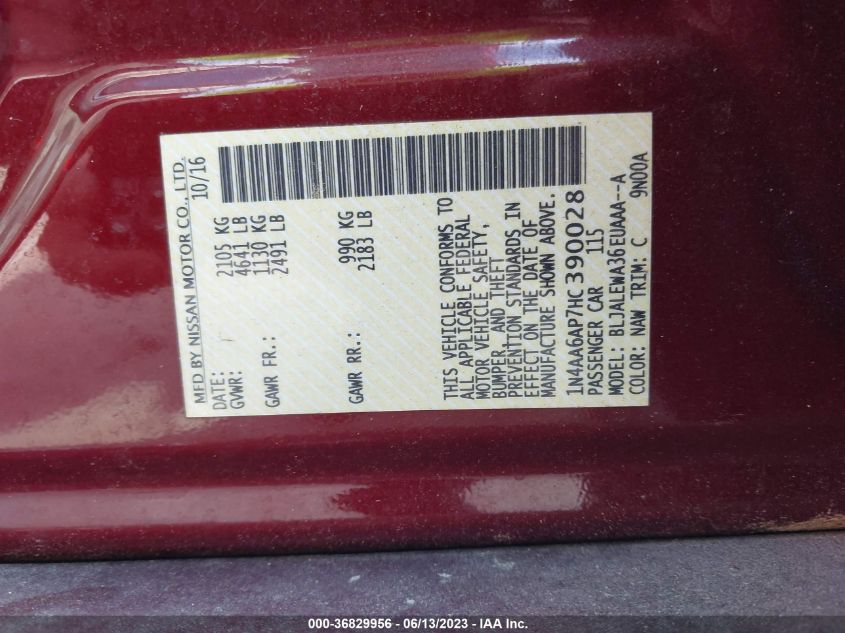 MFD BY NISSAN MOTOR CO., LTD.
DATE: 10/16
GVWR: 2105 KG
4641 LB
GAWR FR.: 1130 KG
2491 LB
GAWR RR.: 990 KG
2183 LB
THIS VEHICLE CONFORMS TO
ALL APPLICABLE FEDERAL
MOTOR VEHICLE SAFETY,
BUMPER, AND THEFT
PREVENTION STANDARDS IN
EFFECT ON THE DATE OF
MANUFACTURE SHOWN ABOVE.
1N4AA6AP7HC390028
PASSENGER CAR 115
MODEL: BLJALEWA36EUAAA--A
COLOR: NAW TRIM: C 9N00A
000-36829956 - 06/13/2023 - IAA Inc.